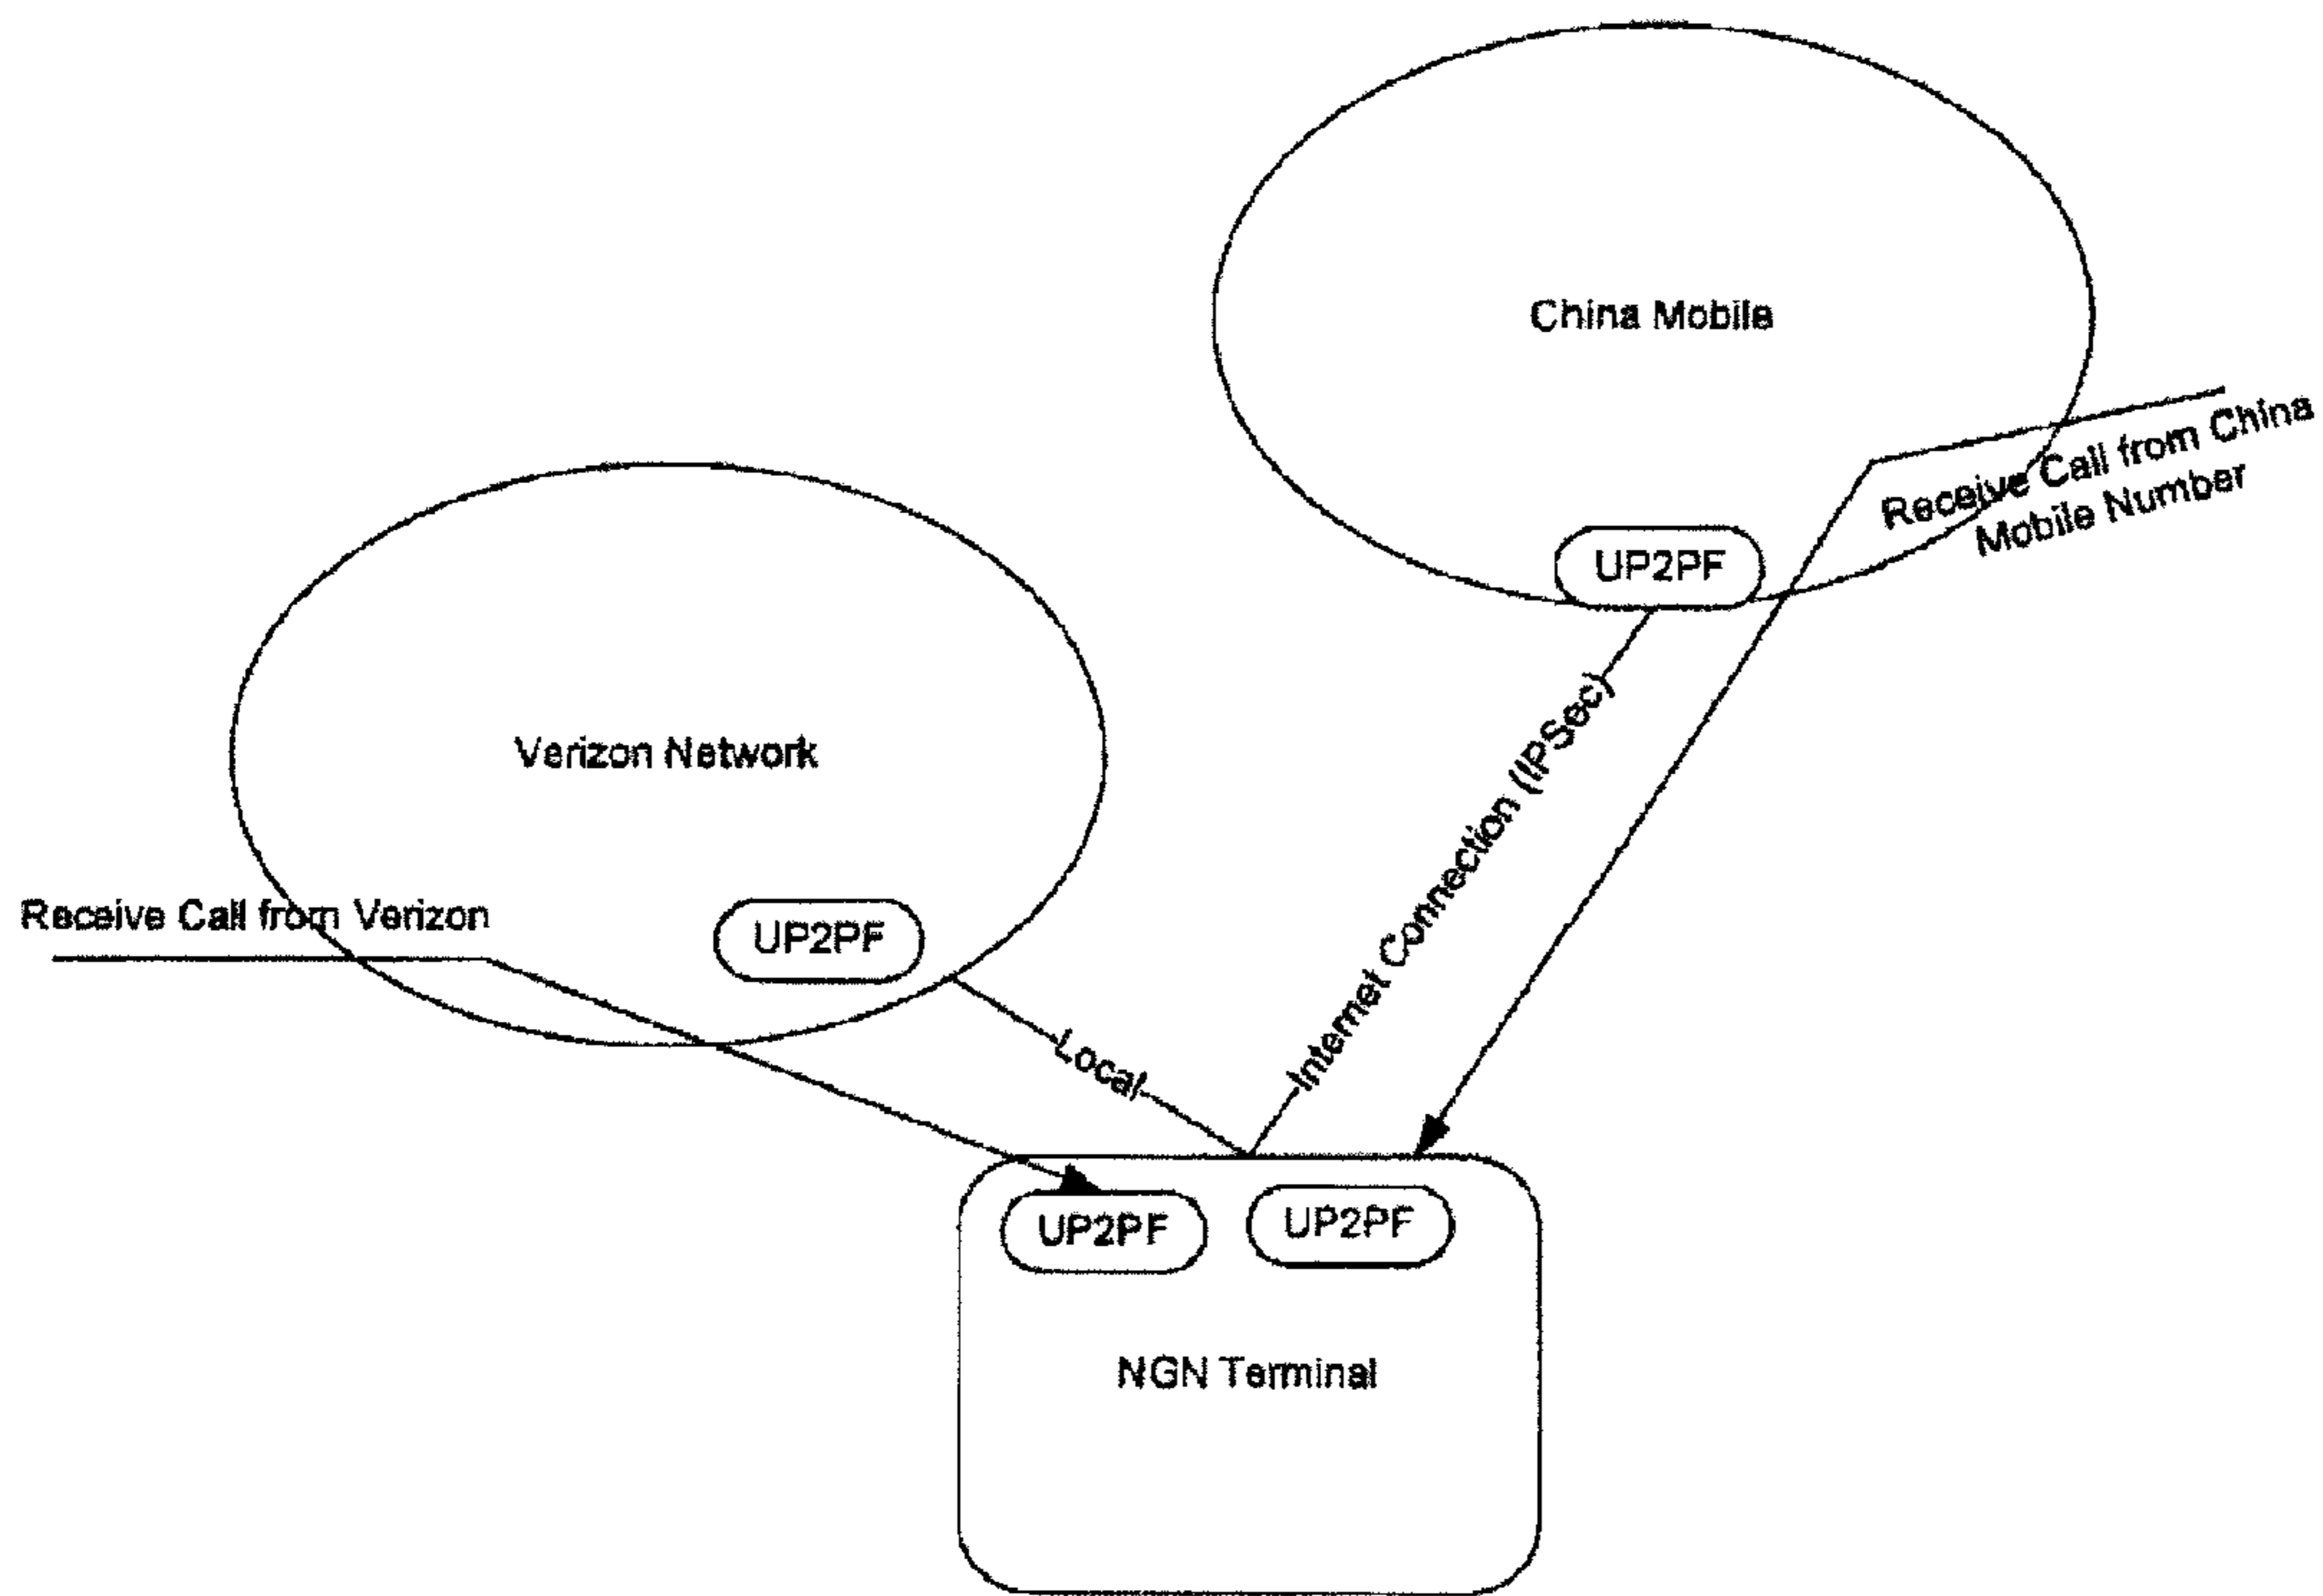 China Mobile
Receive Call from China
Mobile Number
UP2PF
Internet Connection (IPSec)
Verizon Network
Receive Call from Verizon
UP2PF
Local
UP2PF
UP2PF
NGN Terminal